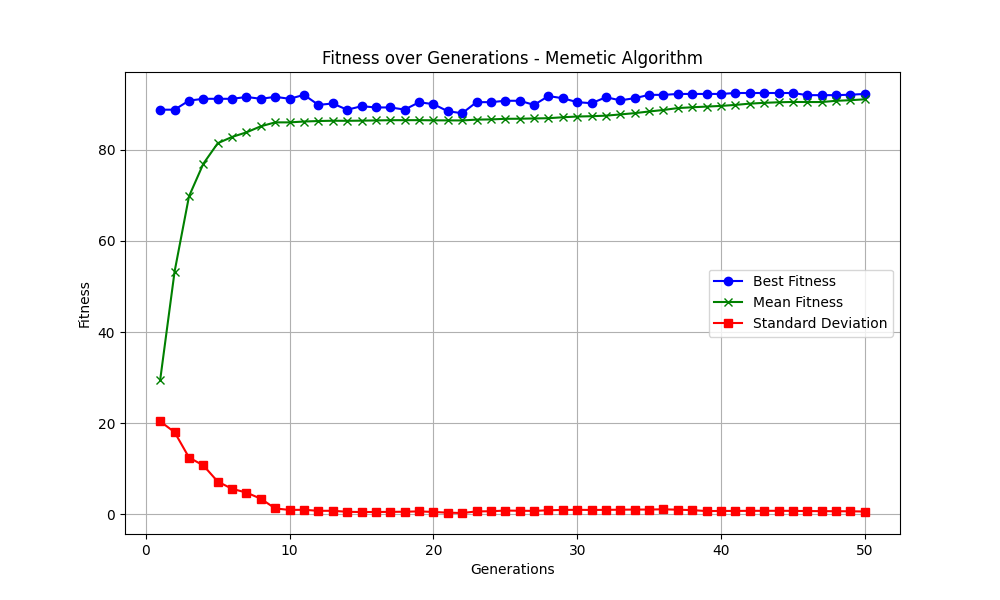 Fitness over Generations - Memetic Algorithm
Fitness
80
60
40
20
0
Best Fitness
Mean Fitness
Standard Deviation
0 10 20 30 40 50
Generations